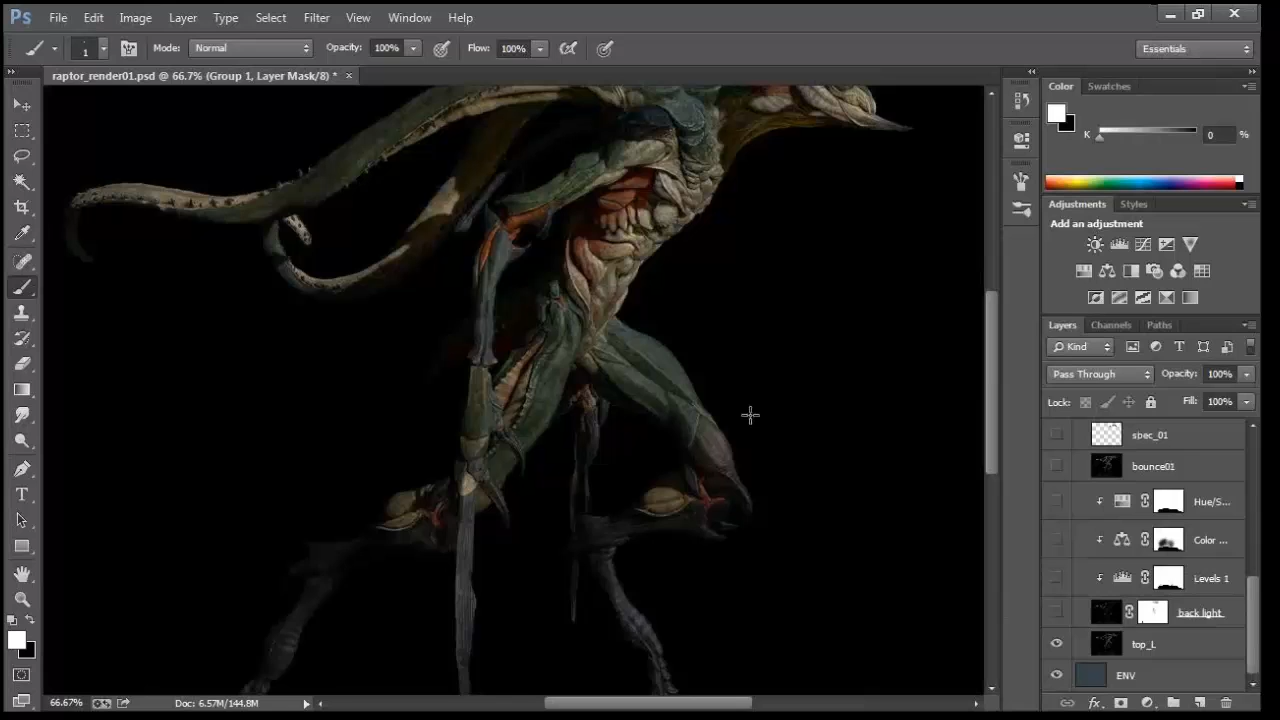 Ps File Edit Image Layer Type Select Filter View Window Help
1 Mode: Normal Opacity: 100% Flow: 100% Essentials
raptor_render01.psd @ 66.7% (Group 1, Layer Mask/8) * ×
Color Swatches
K 0 %
Adjustments Styles
Add an adjustment
Layers Channels Paths
Kind
Pass Through Opacity: 100%
Lock: Fill: 100%
spec_01
bounce01
Hue/S...
Color ...
Levels 1
back light
top_L
ENV
66.67% Doc: 6.57M/144.8M